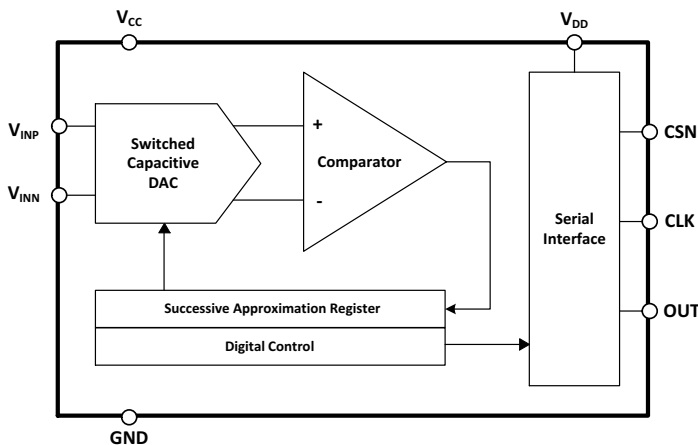 VCC
VDD
VINP
VINN
Switched
Capacitive
DAC
+
-
Comparator
CSN
CLK
OUT
Serial
Interface
Successive Approximation Register
Digital Control
GND